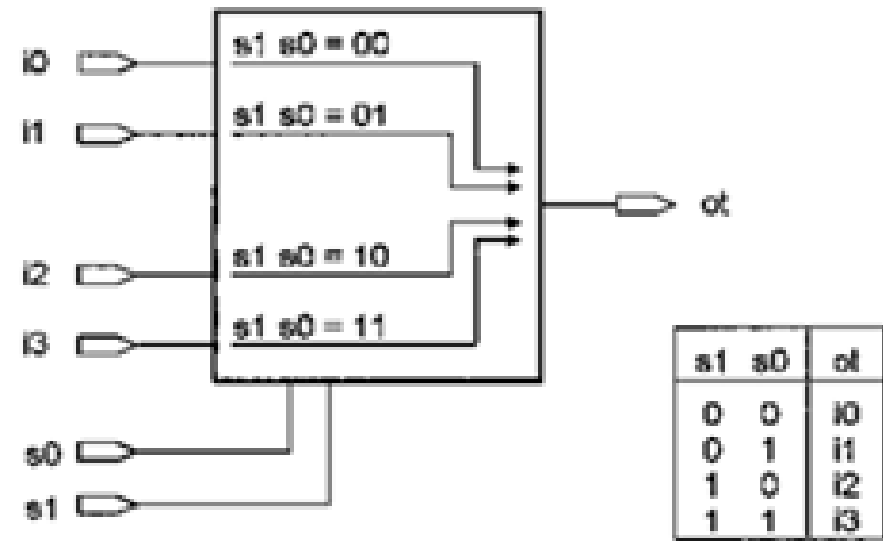 i0
s1 s0 = 00
i1
s1 s0 = 01
ot
i2
s1 s0 = 10
i3
s1 s0 = 11
s0
s1
s1 s0 ot
0 0 i0
0 1 i1
1 0 i2
1 1 i3